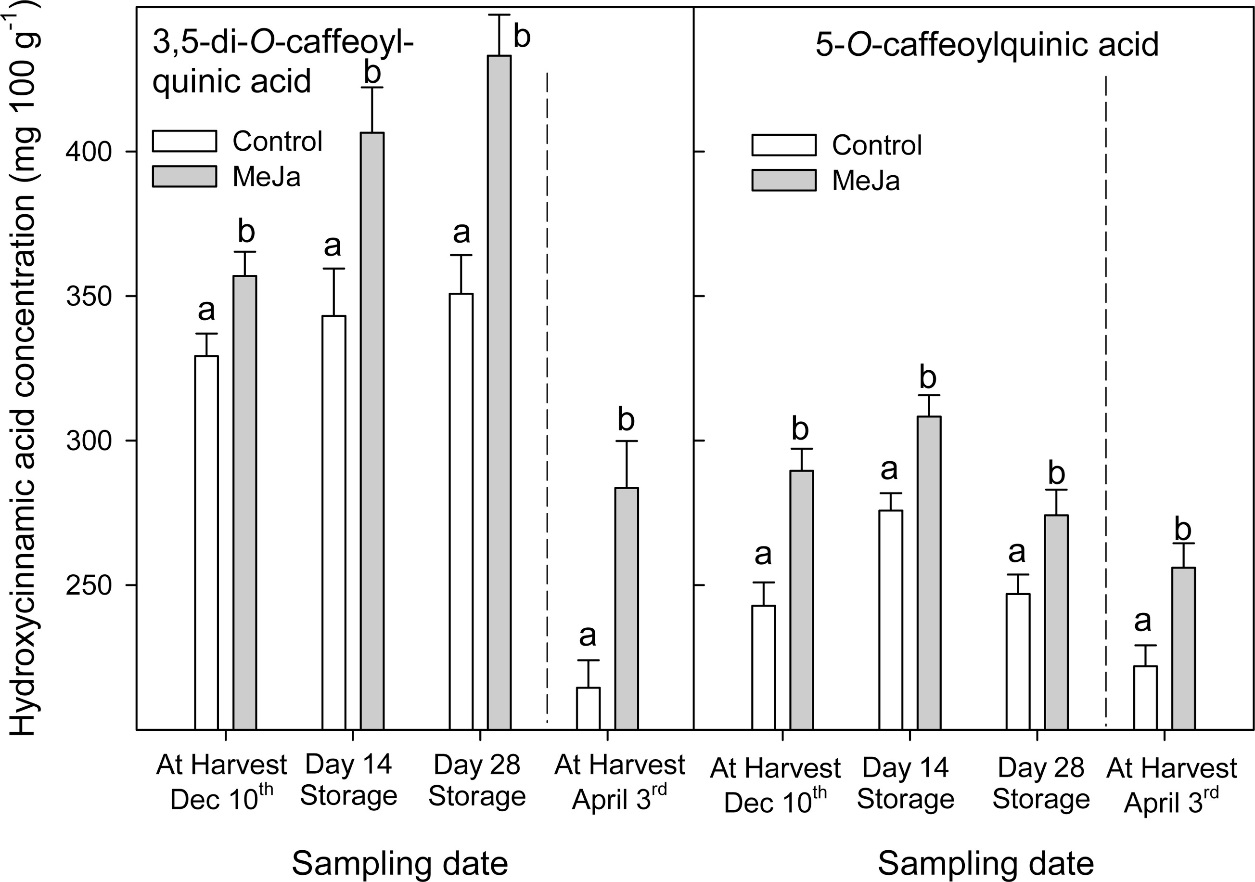 Hydroxycinnamic acid concentration (mg 100 g⁻¹)
400
350
300
250
3,5-di-O-caffeoyl-
quinic acid
Control
MeJa
a
b
a
b
a
b
a
b
At Harvest
Dec 10th
Day 14
Storage
Day 28
Storage
At Harvest
April 3rd
Sampling date
5-O-caffeoylquinic acid
Control
MeJa
a
b
a
b
a
b
a
b
At Harvest
Dec 10th
Day 14
Storage
Day 28
Storage
At Harvest
April 3rd
Sampling date